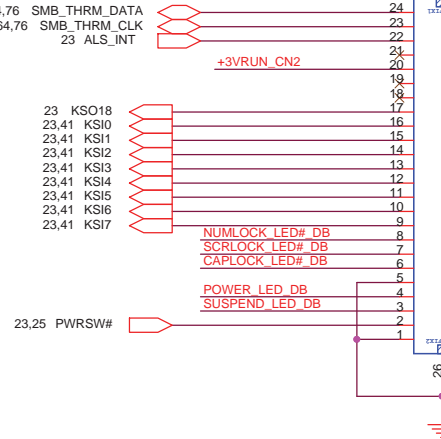 4,76 SMB_THRM_DATA 24
64,76 SMB_THRM_CLK 23
23 ALS_INT 22
21
+3VRUN_CN2 20
19
18
23 KSO18 17
23,41 KSI0 16
23,41 KSI1 15
23,41 KSI2 14
23,41 KSI3 13
23,41 KSI4 12
23,41 KSI5 11
23,41 KSI6 10
23,41 KSI7 9
NUMLOCK_LED#_DB 8
SCRLOCK_LED#_DB 7
CAPLOCK_LED#_DB 6
5
POWER_LED_DB 4
SUSPEND_LED_DB 3
23,25 PWRSW# 2
1
26